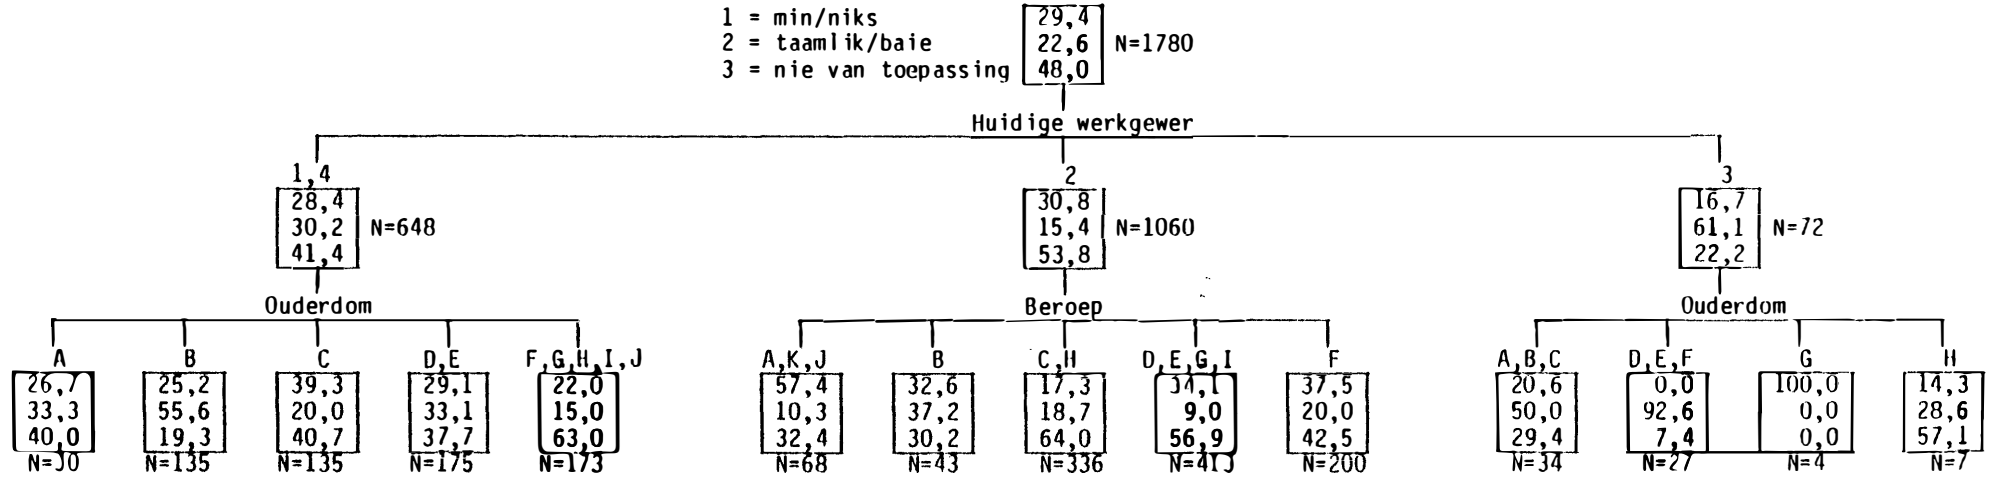 1 = min/niks 29,4
2 = taamlik/baie 22,6 N=1780
3 = nie van toepassing 48,0
Huidige werkgewer
1,4 2 3
28,4 30,8 16,7
30,2 N=648 15,4 N=1060 61,1 N=72
41,4 53,8 22,2
Ouderdom Beroep Ouderdom
A B C D,E F,G,H,I,J A,K,J B C,H D,E,G,I F A,B,C D,E,F G H
26,7 25,2 39,3 29,1 22,0 57,4 32,6 17,3 34,1 37,5 20,6 0,0 100,0 14,3
33,3 55,6 20,0 33,1 15,0 10,3 37,2 18,7 9,0 20,0 50,0 92,6 0,0 28,6
40,0 19,3 40,7 37,7 63,0 32,4 30,2 64,0 56,9 42,5 29,4 7,4 0,0 57,1
N=30 N=135 N=135 N=175 N=173 N=68 N=43 N=336 N=413 N=200 N=34 N=27 N=4 N=7